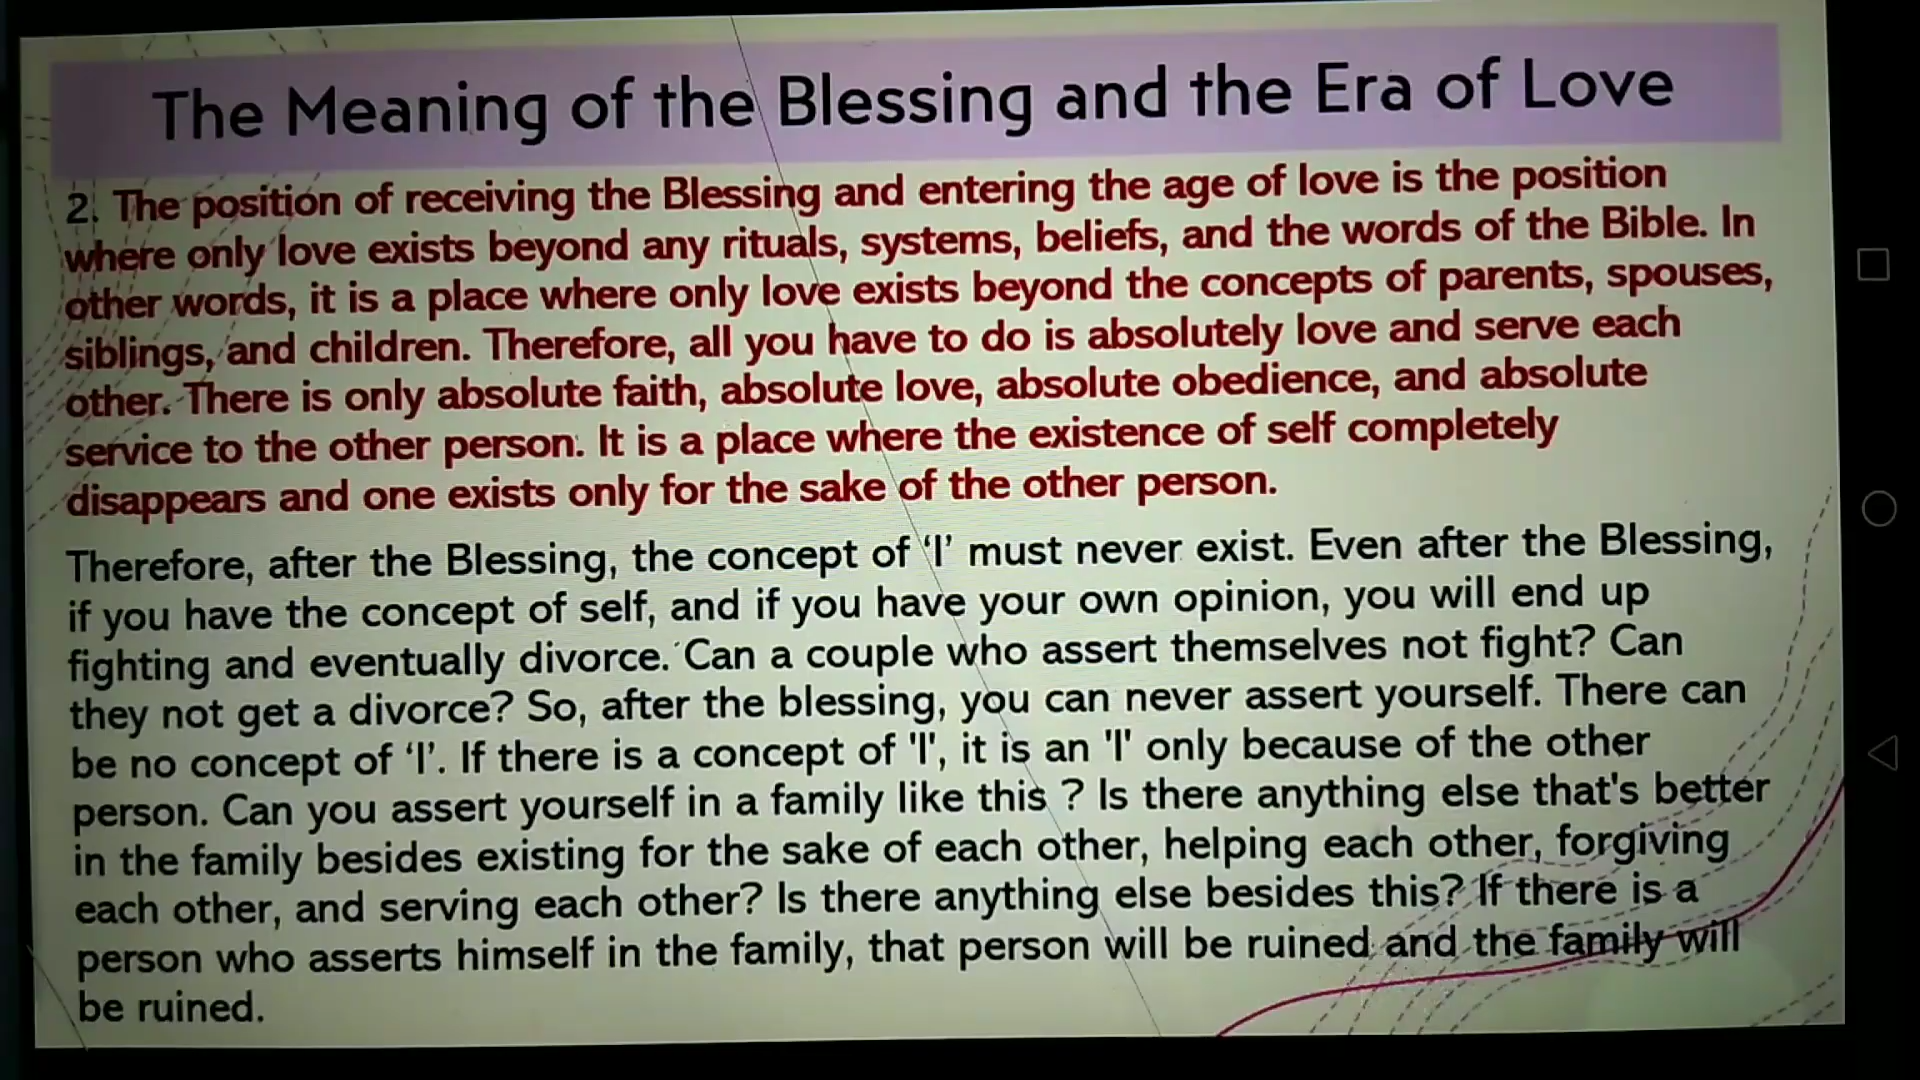 The Meaning of the Blessing and the Era of Love
2. The position of receiving the Blessing and entering the age of love is the position
where only love exists beyond any rituals, systems, beliefs, and the words of the Bible. In
other words, it is a place where only love exists beyond the concepts of parents, spouses,
siblings, and children. Therefore, all you have to do is absolutely love and serve each
other. There is only absolute faith, absolute love, absolute obedience, and absolute
service to the other person. It is a place where the existence of self completely
disappears and one exists only for the sake of the other person.
Therefore, after the Blessing, the concept of ‘I’ must never exist. Even after the Blessing,
if you have the concept of self, and if you have your own opinion, you will end up
fighting and eventually divorce. Can a couple who assert themselves not fight? Can
they not get a divorce? So, after the blessing, you can never assert yourself. There can
be no concept of ‘I’. If there is a concept of 'I', it is an 'I' only because of the other
person. Can you assert yourself in a family like this ? Is there anything else that's better
in the family besides existing for the sake of each other, helping each other, forgiving
each other, and serving each other? Is there anything else besides this? If there is a
person who asserts himself in the family, that person will be ruined and the family will
be ruined.